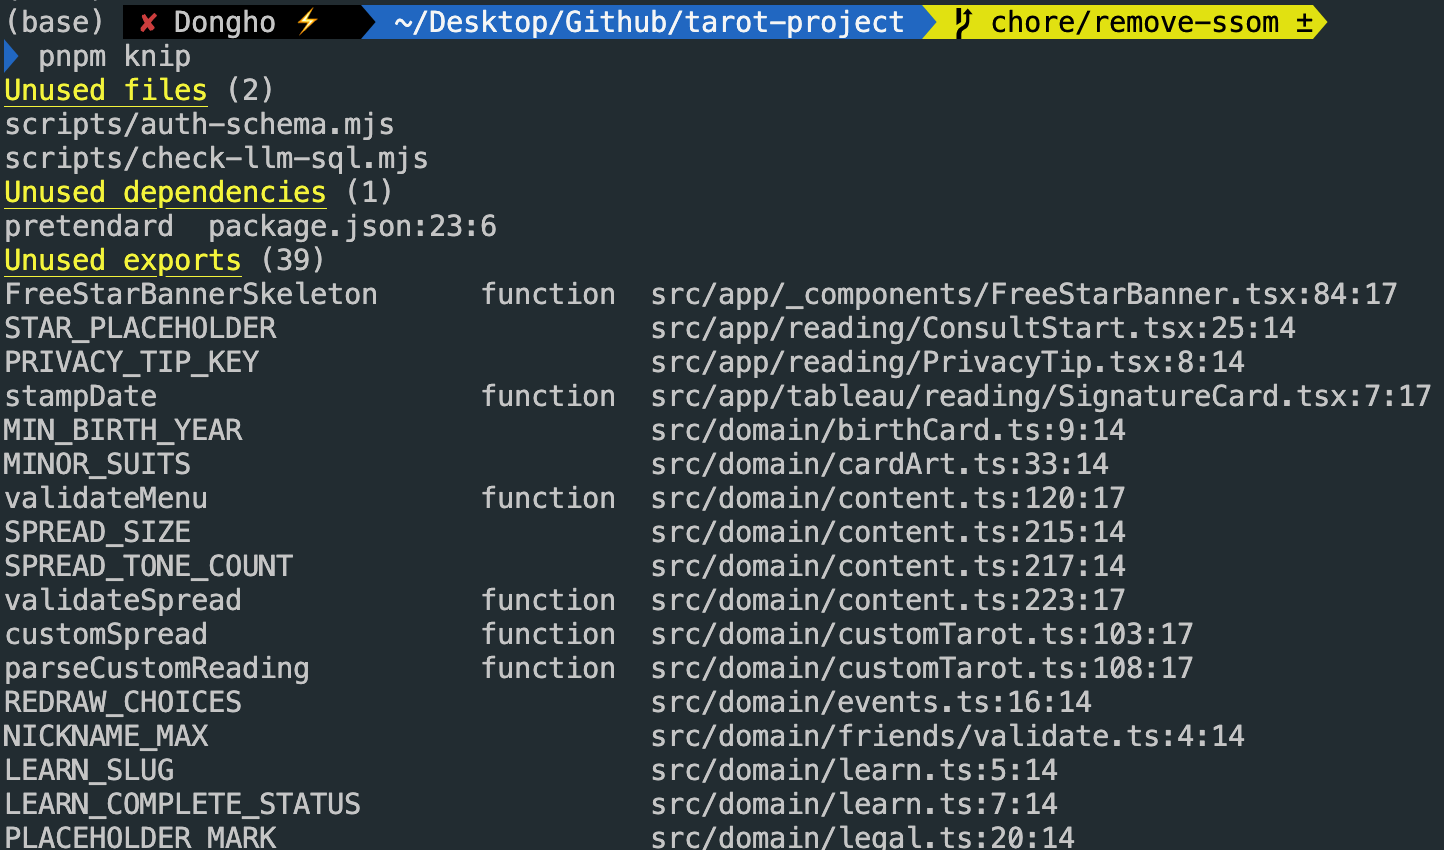 (base) ✘ Dongho ⚡ ~/Desktop/Github/tarot-project chore/remove-ssom ±
pnpm knip
Unused files (2)
scripts/auth-schema.mjs
scripts/check-llm-sql.mjs
Unused dependencies (1)
pretendard package.json:23:6
Unused exports (39)
FreeStarBannerSkeleton function src/app/_components/FreeStarBanner.tsx:84:17
STAR_PLACEHOLDER src/app/reading/ConsultStart.tsx:25:14
PRIVACY_TIP_KEY src/app/reading/PrivacyTip.tsx:8:14
stampDate function src/app/tableau/reading/SignatureCard.tsx:7:17
MIN_BIRTH_YEAR src/domain/birthCard.ts:9:14
MINOR_SUITS src/domain/cardArt.ts:33:14
validateMenu function src/domain/content.ts:120:17
SPREAD_SIZE src/domain/content.ts:215:14
SPREAD_TONE_COUNT src/domain/content.ts:217:14
validateSpread function src/domain/content.ts:223:17
customSpread function src/domain/customTarot.ts:103:17
parseCustomReading function src/domain/customTarot.ts:108:17
REDRAW_CHOICES src/domain/events.ts:16:14
NICKNAME_MAX src/domain/friends/validate.ts:4:14
LEARN_SLUG src/domain/learn.ts:5:14
LEARN_COMPLETE_STATUS src/domain/learn.ts:7:14
PLACEHOLDER_MARK src/domain/legal.ts:20:14